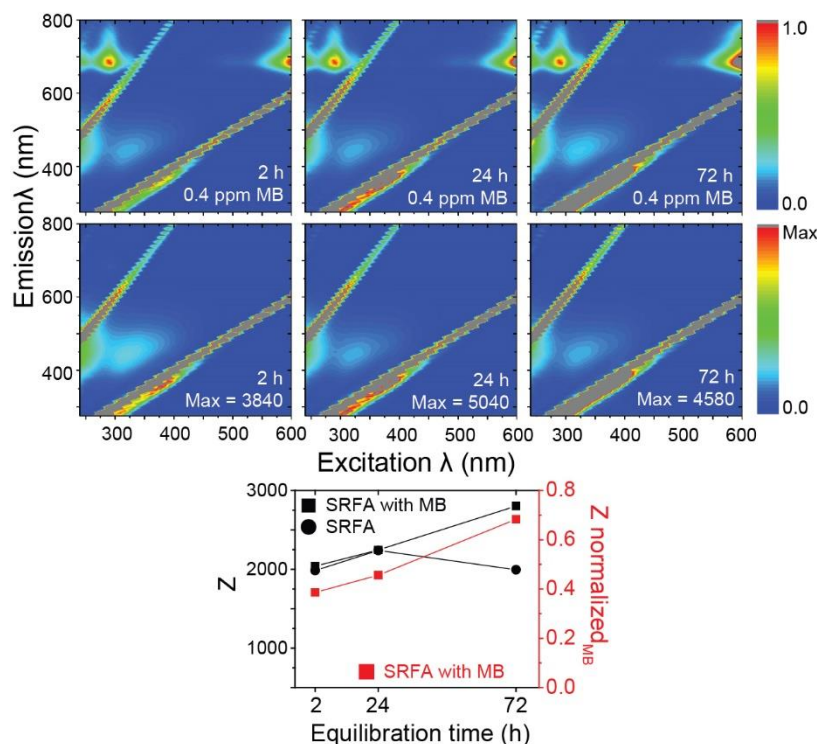 800
600
400
2 h
0.4 ppm MB
24 h
0.4 ppm MB
72 h
0.4 ppm MB
1.0
0.0
800
600
400
2 h
Max = 3840
24 h
Max = 5040
72 h
Max = 4580
Max
0.0
Emissionλ (nm)
300 400 500 600 300 400 500 600 300 400 500 600
Excitation λ (nm)
3000
2000
1000
Z
SRFA with MB
SRFA
SRFA with MB
0.8
0.6
0.4
0.2
0.0
Z normalized MB
2 24 72
Equilibration time (h)